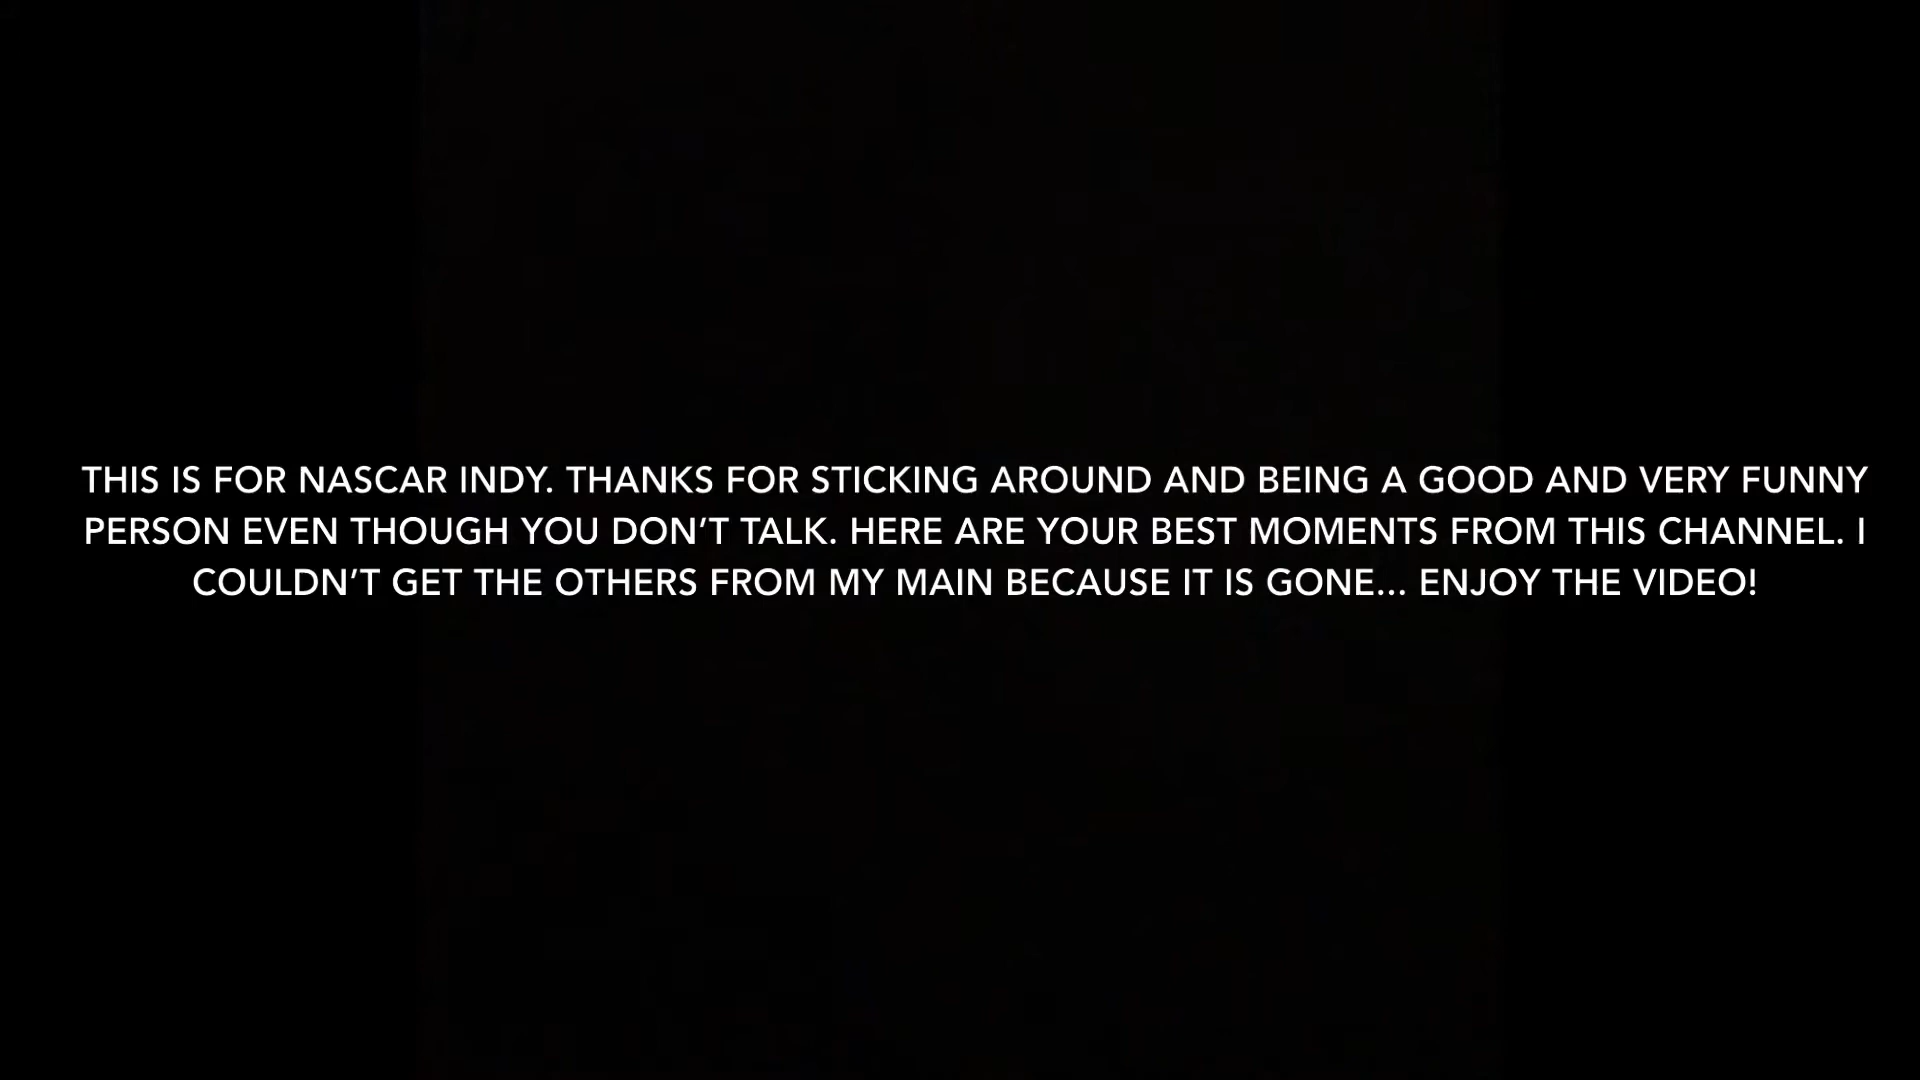 THIS IS FOR NASCAR INDY. THANKS FOR STICKING AROUND AND BEING A GOOD AND VERY FUNNY
PERSON EVEN THOUGH YOU DON’T TALK. HERE ARE YOUR BEST MOMENTS FROM THIS CHANNEL. I
COULDN’T GET THE OTHERS FROM MY MAIN BECAUSE IT IS GONE... ENJOY THE VIDEO!